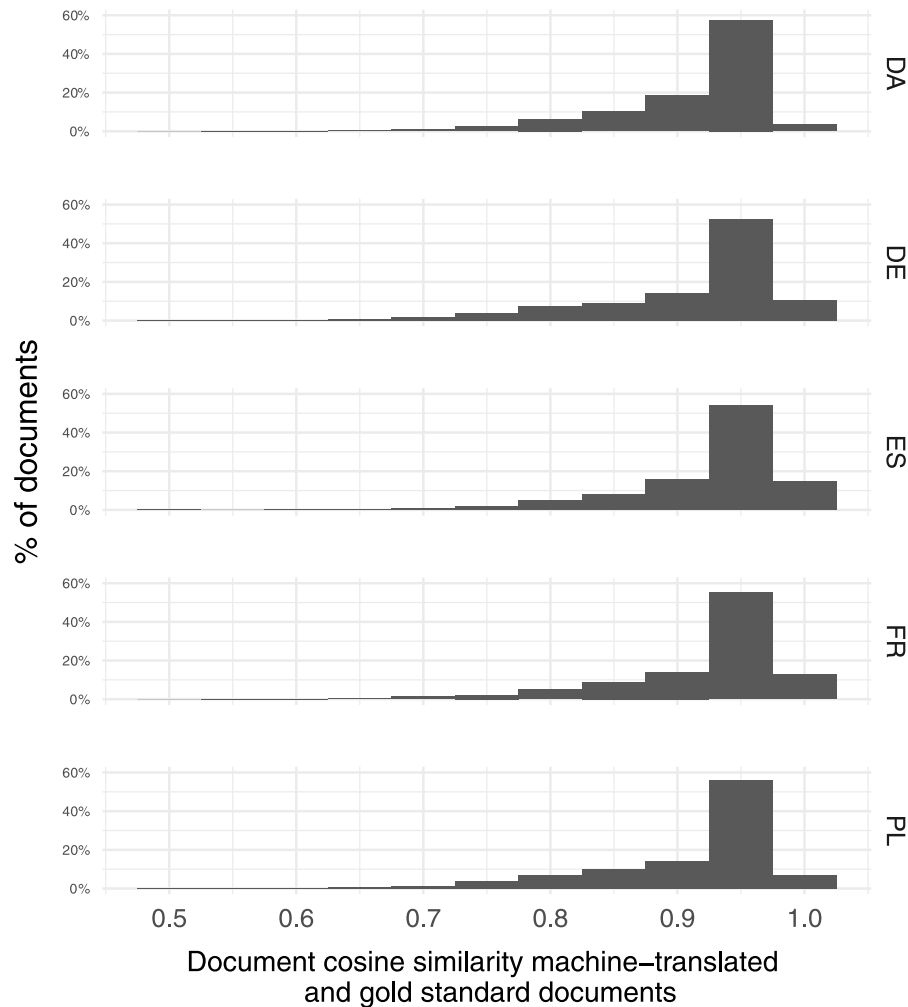 % of documents
60%
40%
20%
0%
DA
60%
40%
20%
0%
DE
60%
40%
20%
0%
ES
60%
40%
20%
0%
FR
60%
40%
20%
0%
PL
0.5 0.6 0.7 0.8 0.9 1.0
Document cosine similarity machine−translated
and gold standard documents